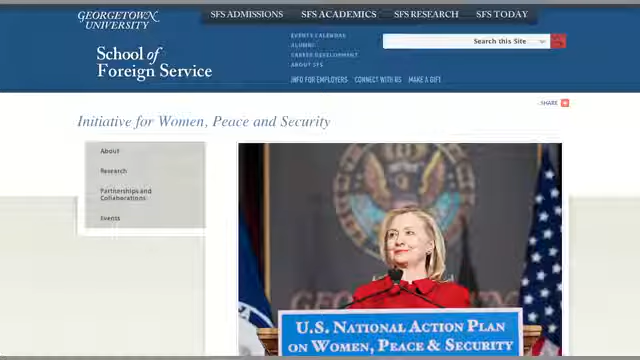 GEORGETOWN
UNIVERSITY
SFS ADMISSIONS SFS ACADEMICS SFS RESEARCH SFS TODAY
School of
Foreign Service
EVENTS CALENDAR
ALUMNI
CAREER DEVELOPMENT
ABOUT SFS
Search this Site
INFO FOR EMPLOYERS CONNECT WITH US MAKE A GIFT
SHARE
Initiative for Women, Peace and Security
About
Research
Partnerships and
Collaborations
Events
GEORGETOWN
U.S. NATIONAL ACTION PLAN
ON WOMEN, PEACE & SECURITY